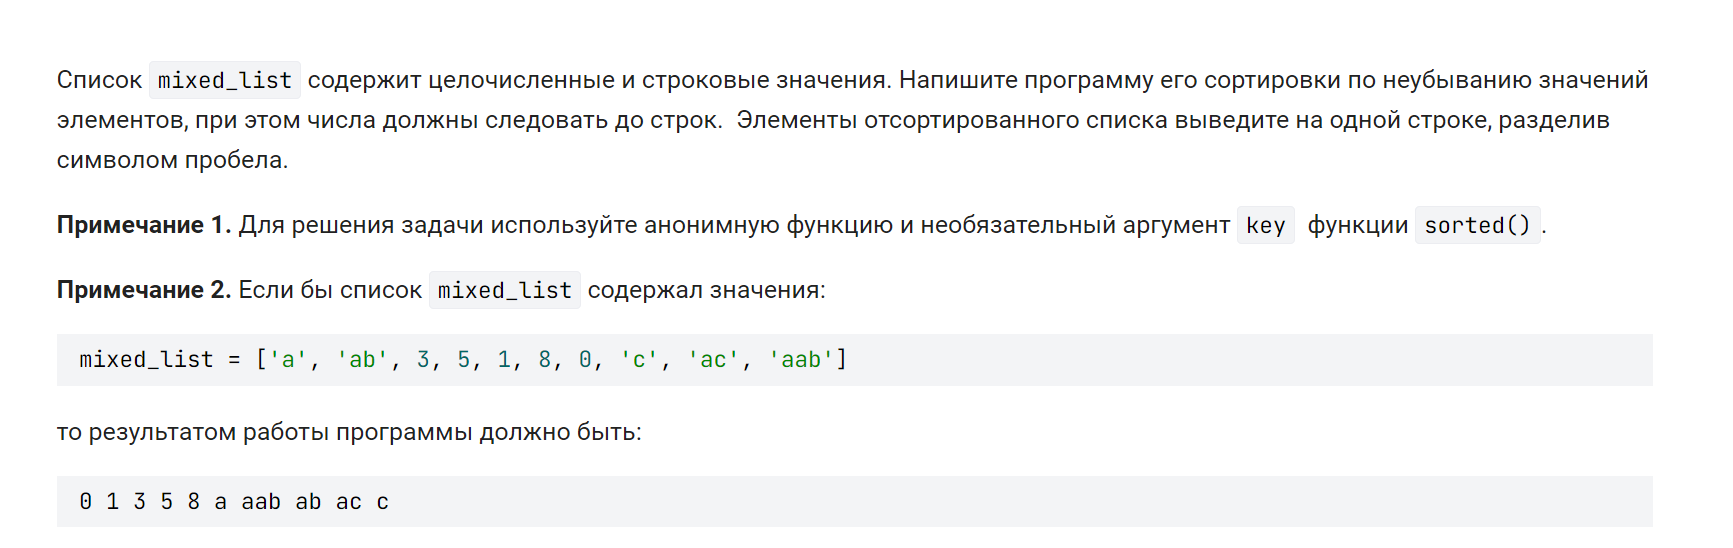 Список mixed_list содержит целочисленные и строковые значения. Напишите программу его сортировки по неубыванию значений
элементов, при этом числа должны следовать до строк. Элементы отсортированного списка выведите на одной строке, разделив
символом пробела.
Примечание 1. Для решения задачи используйте анонимную функцию и необязательный аргумент key функции sorted().
Примечание 2. Если бы список mixed_list содержал значения:
mixed_list = ['a', 'ab', 3, 5, 1, 8, 0, 'c', 'ac', 'aab']
то результатом работы программы должно быть:
0 1 3 5 8 a aab ab ac c